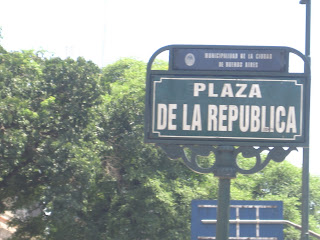 MUNICIPALIDAD DE LA CIUDAD
DE BUENOS AIRES
PLAZA
DE LA REPUBLICA